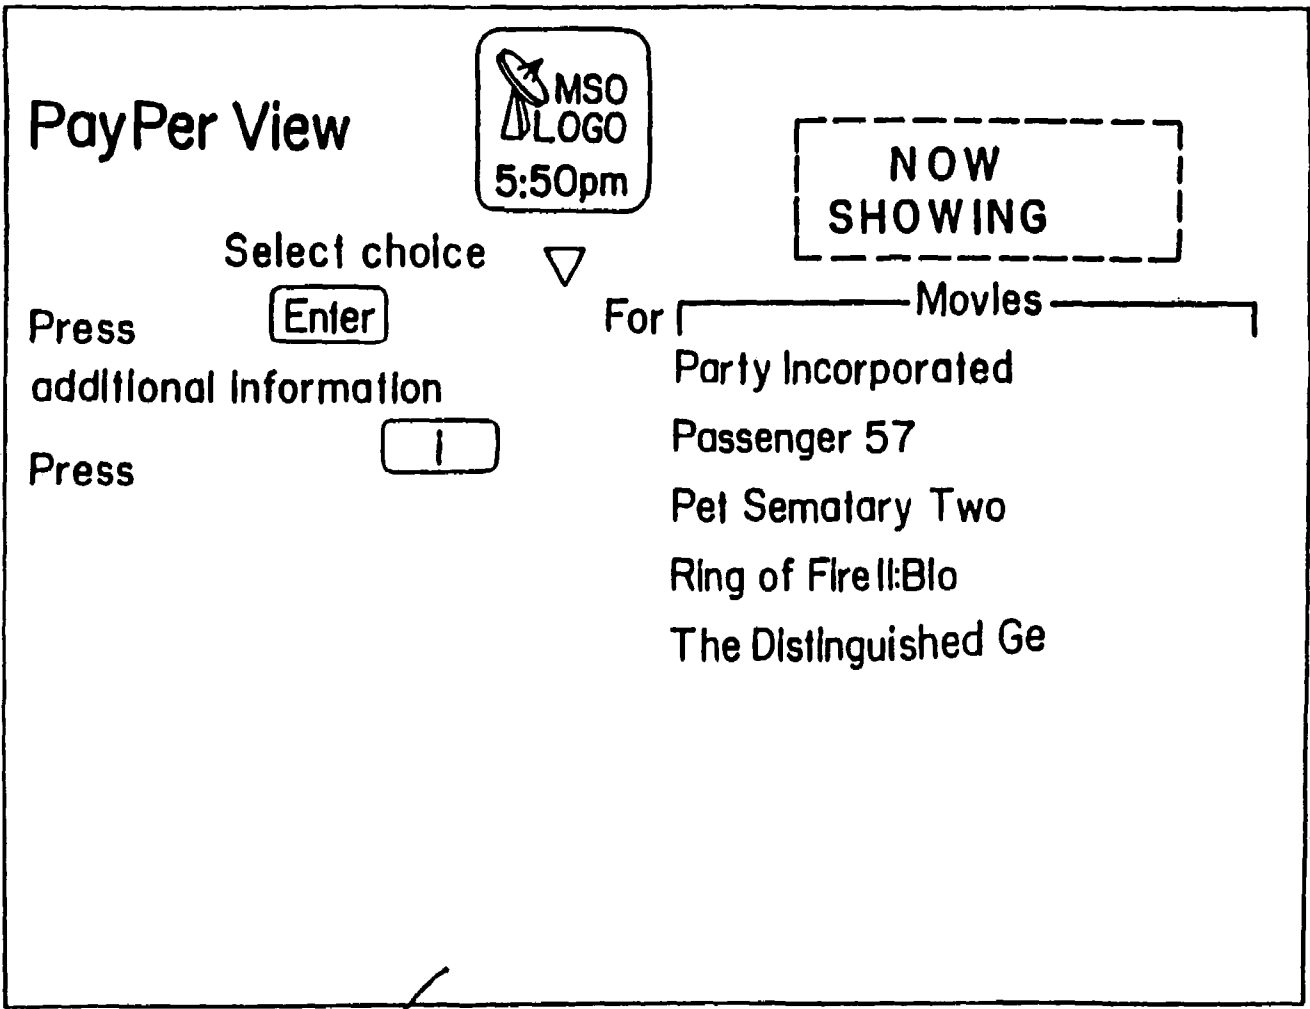 PayPer View
MSO
LOGO
5:50pm
NOW
SHOWING
Select choice
Press Enter
For
Movies
additional information
Press I
Party Incorporated
Passenger 57
Pet Sematary Two
Ring of Fire II:Blo
The Distinguished Ge